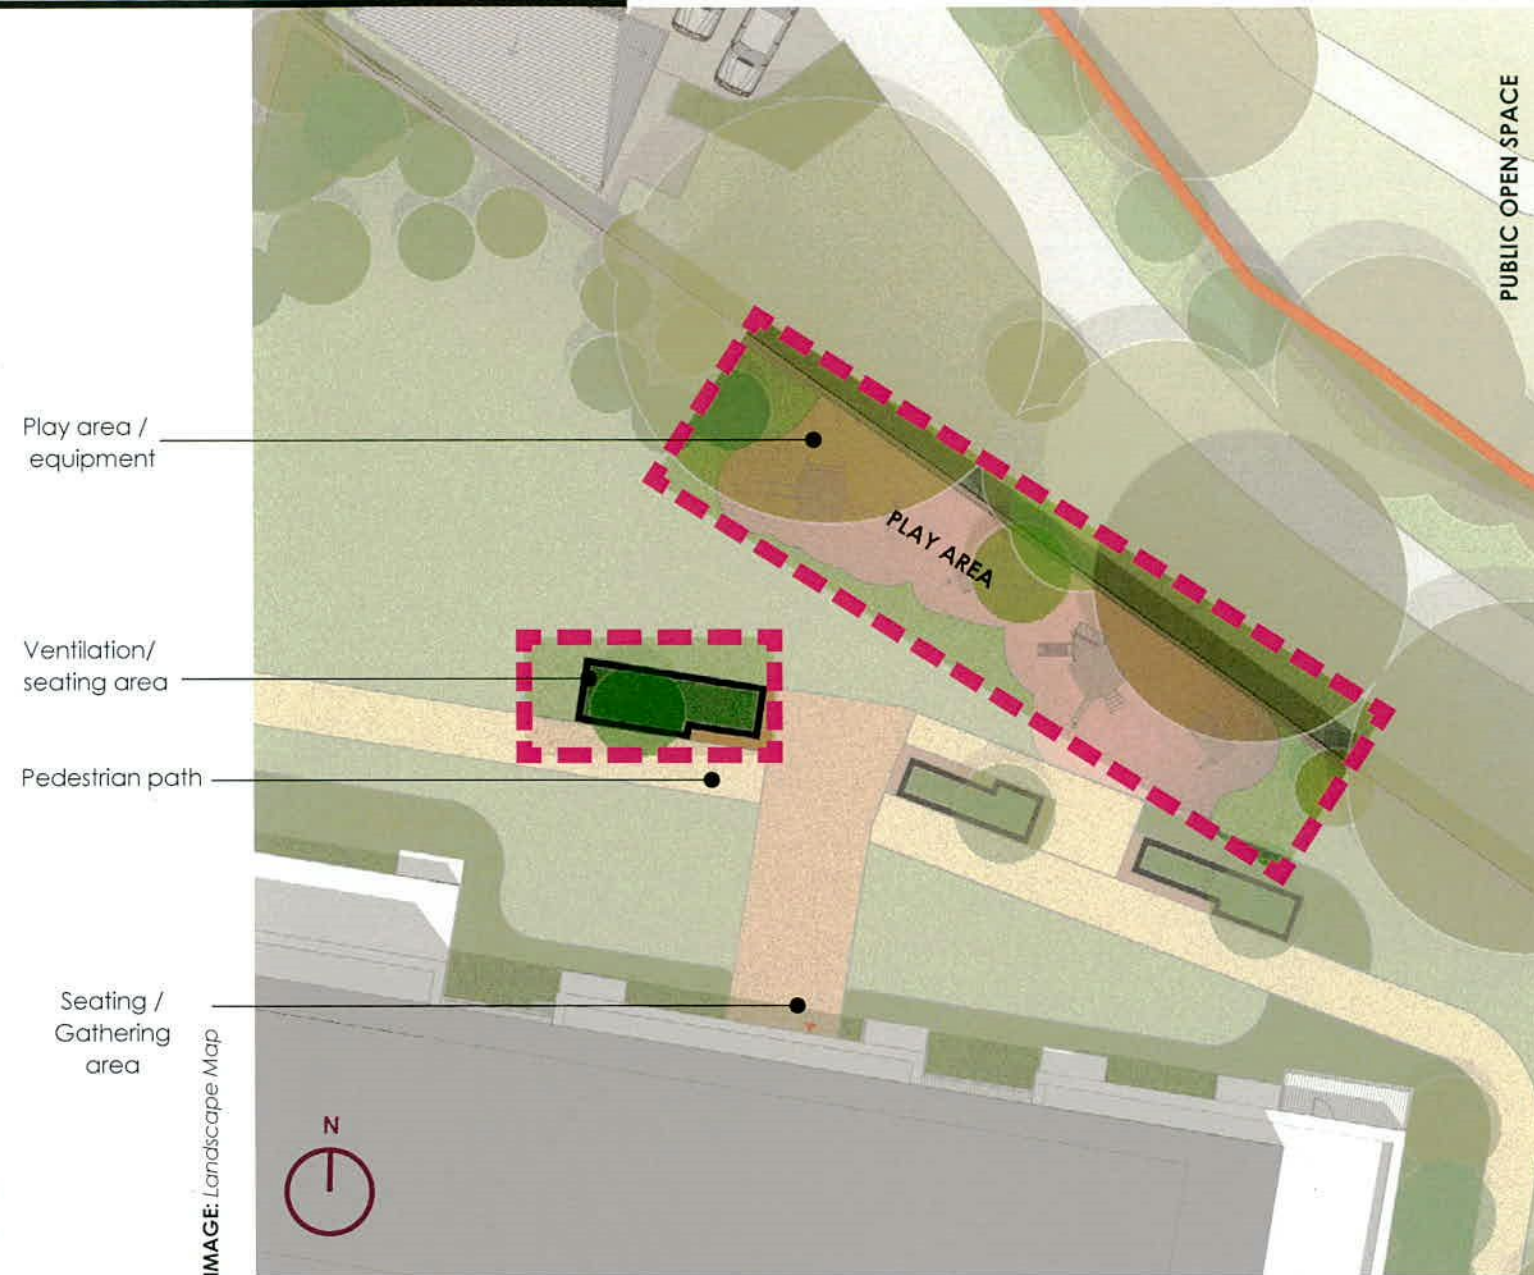 PUBLIC OPEN SPACE
Play area /
equipment
PLAY AREA
Ventilation/
seating area
Pedestrian path
Seating /
Gathering
area
IMAGE: Landscape Map
N